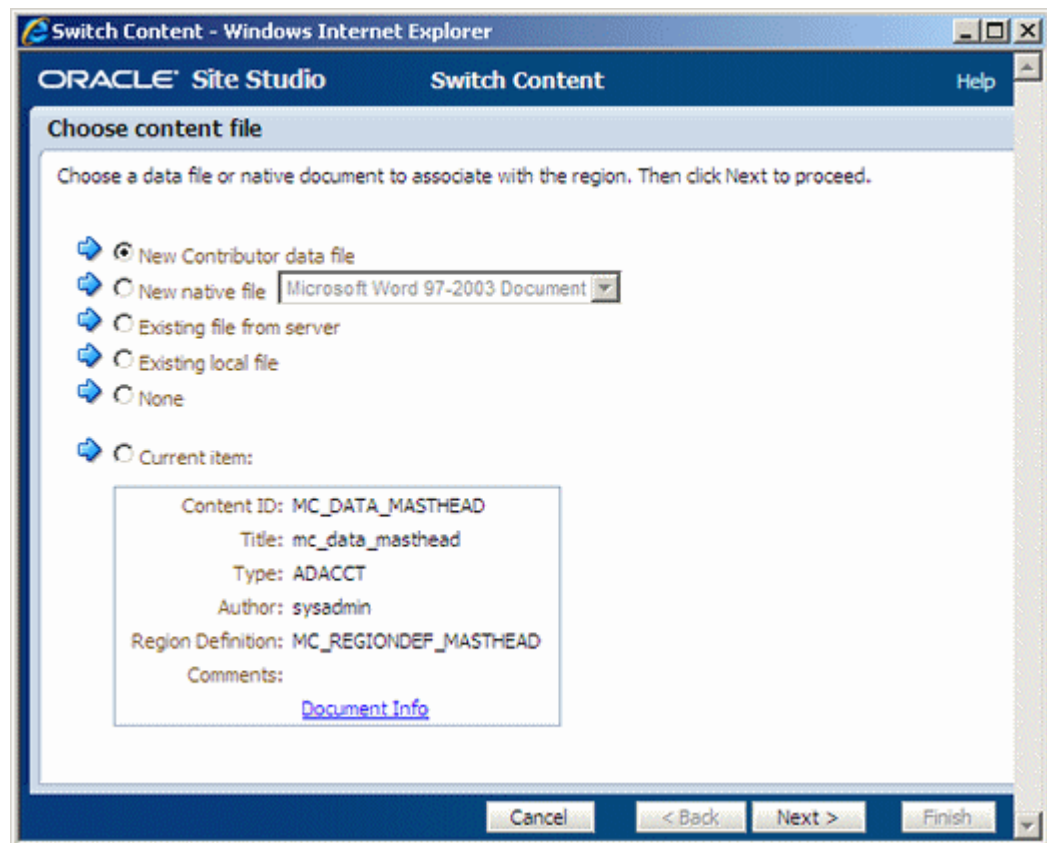 Switch Content - Windows Internet Explorer
ORACLE Site Studio Switch Content Help
Choose content file
Choose a data file or native document to associate with the region. Then click Next to proceed.
New Contributor data file
New native file Microsoft Word 97-2003 Document
Existing file from server
Existing local file
None
Current item:
Content ID: MC_DATA_MASTHEAD
Title: mc_data_masthead
Type: ADACCT
Author: sysadmin
Region Definition: MC_REGIONDEF_MASTHEAD
Comments:
Document Info
Cancel < Back Next > Finish